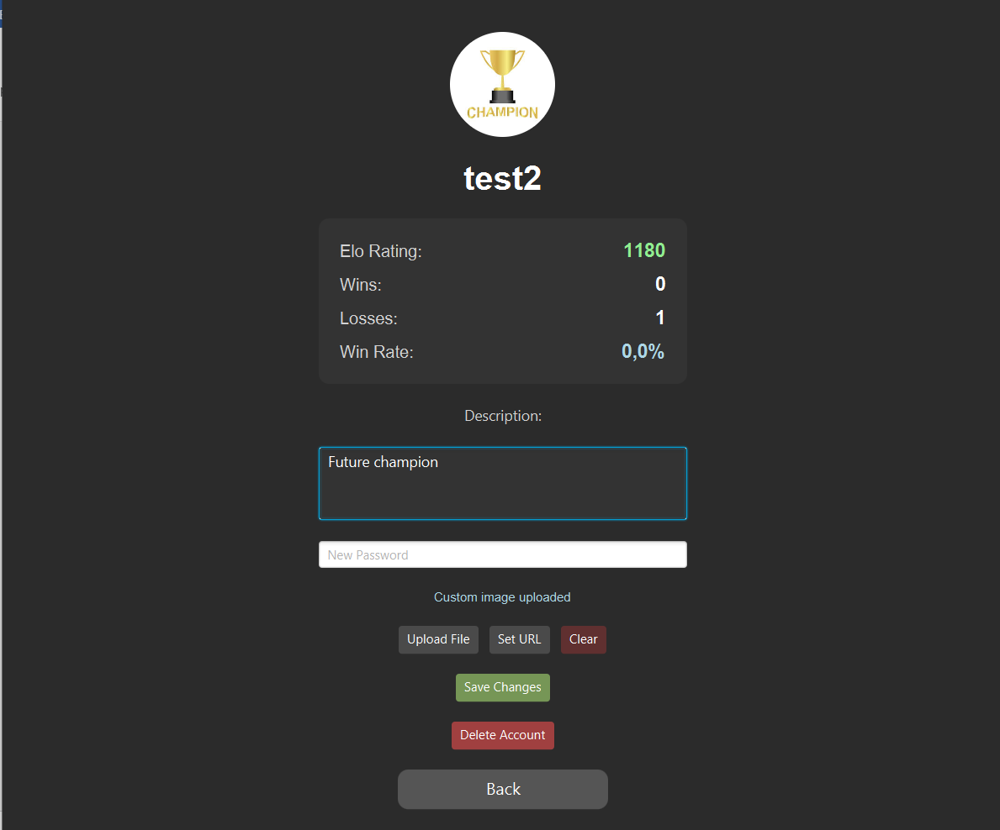 CHAMPION
test2
Elo Rating: 1180
Wins: 0
Losses: 1
Win Rate: 0,0%
Description:
Future champion
New Password
Custom image uploaded
Upload File Set URL Clear
Save Changes
Delete Account
Back